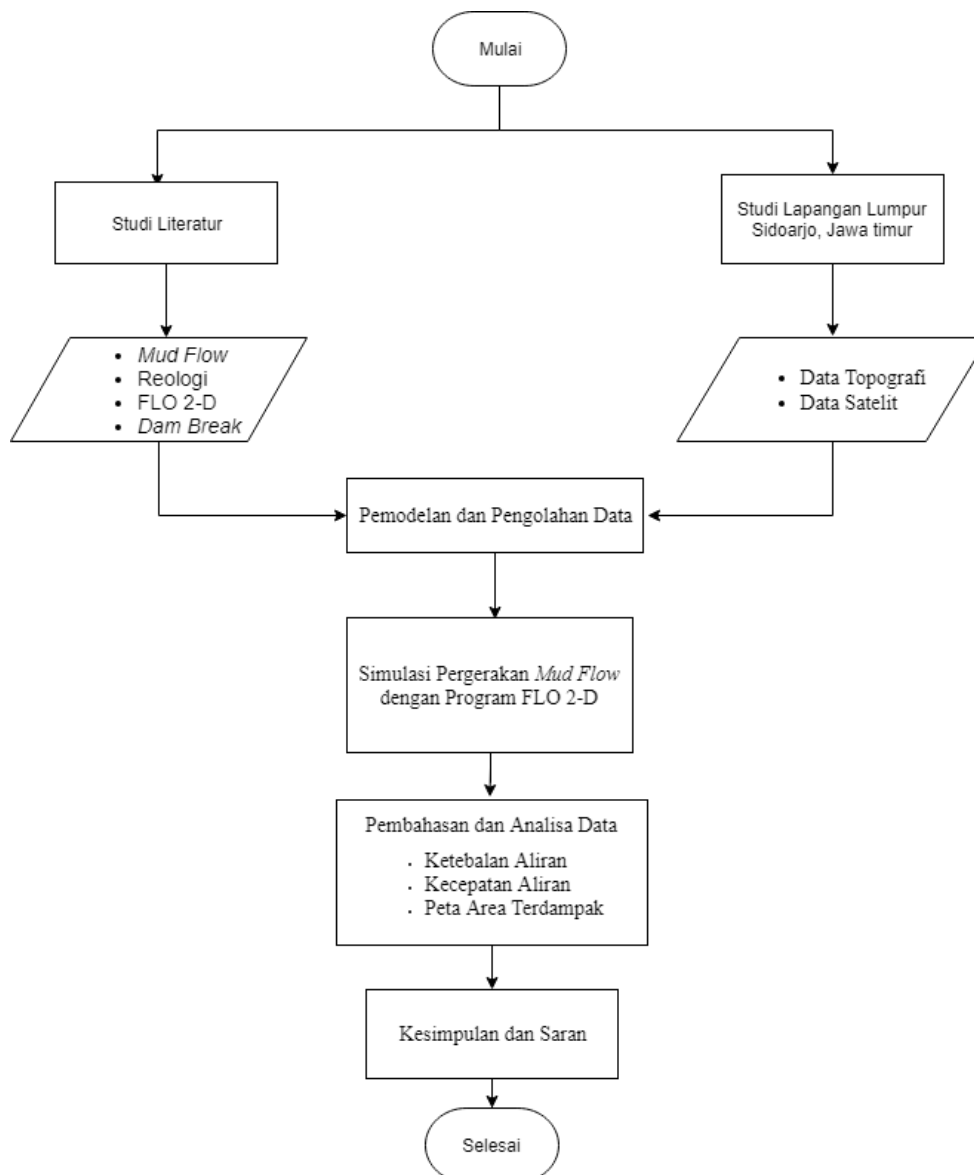 Mulai
Studi Literatur
Studi Lapangan Lumpur
Sidoarjo, Jawa timur
• Mud Flow
• Reologi
• FLO 2-D
• Dam Break
• Data Topografi
• Data Satelit
Pemodelan dan Pengolahan Data
Simulasi Pergerakan Mud Flow
dengan Program FLO 2-D
Pembahasan dan Analisa Data
• Ketebalan Aliran
• Kecepatan Aliran
• Peta Area Terdampak
Kesimpulan dan Saran
Selesai